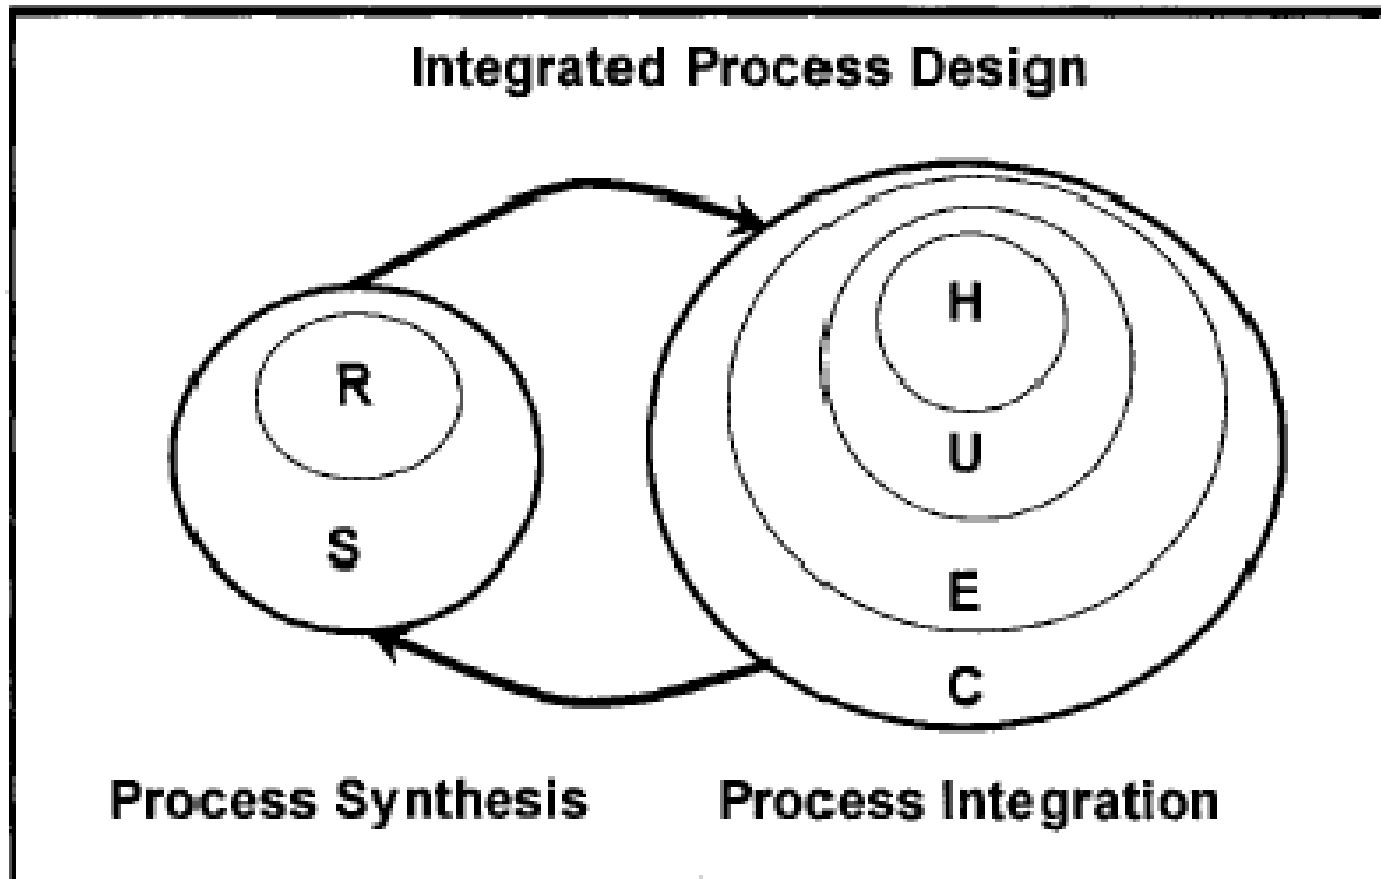 Integrated Process Design
H
R
U
S
E
C
Process Synthesis
Process Integration